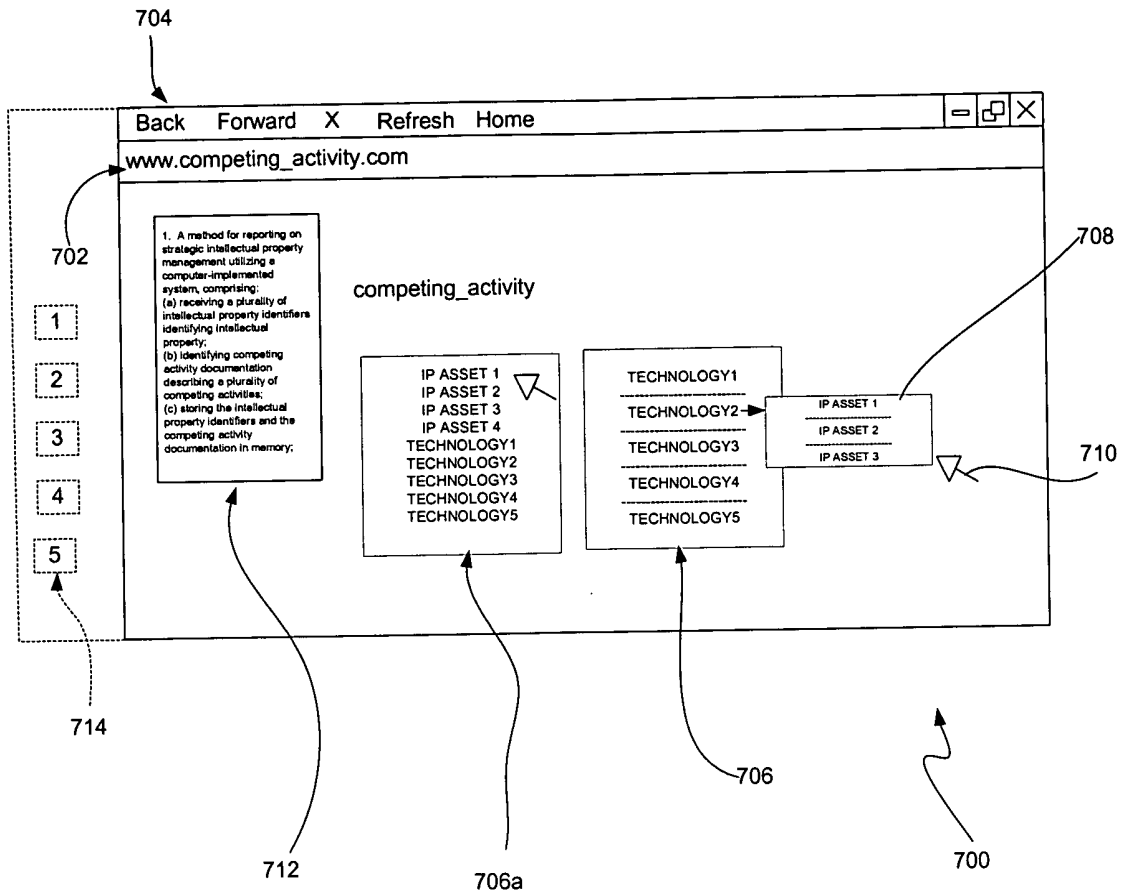 704
Back Forward X Refresh Home
www.competing_activity.com
702
708
1. A method for reporting on
strategic intellectual property
management utilizing a
computer-implemented
system, comprising:
(a) receiving a plurality of
intellectual property identifiers
identifying intellectual
property;
(b) identifying competing
activity documentation
describing a plurality of
competing activities;
(c) storing the intellectual
property identifiers and the
competing activity
documentation in memory;
competing_activity
1
2
3
4
5
IP ASSET 1
IP ASSET 2
IP ASSET 3
IP ASSET 4
TECHNOLOGY1
TECHNOLOGY2
TECHNOLOGY3
TECHNOLOGY4
TECHNOLOGY5
TECHNOLOGY1
TECHNOLOGY2
TECHNOLOGY3
TECHNOLOGY4
TECHNOLOGY5
IP ASSET 1
IP ASSET 2
IP ASSET 3
710
714
706
712
706a
700